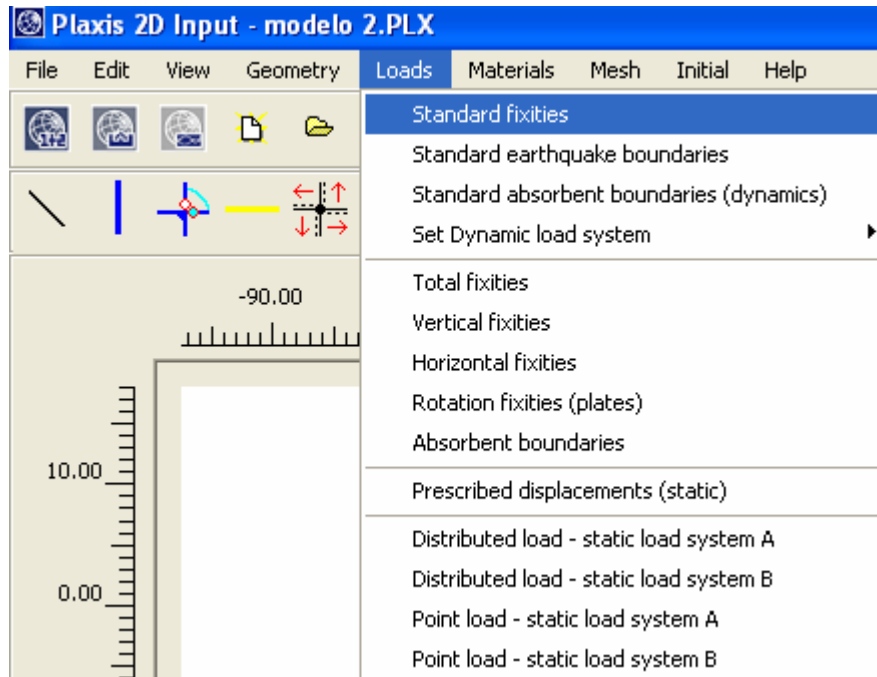 Plaxis 2D Input - modelo 2.PLX
File Edit View Geometry Loads Materials Mesh Initial Help
Standard fixities
Standard earthquake boundaries
Standard absorbent boundaries (dynamics)
Set Dynamic load system
Total fixities
Vertical fixities
Horizontal fixities
Rotation fixities (plates)
Absorbent boundaries
Prescribed displacements (static)
Distributed load - static load system A
Distributed load - static load system B
Point load - static load system A
Point load - static load system B
-90.00
10.00
0.00